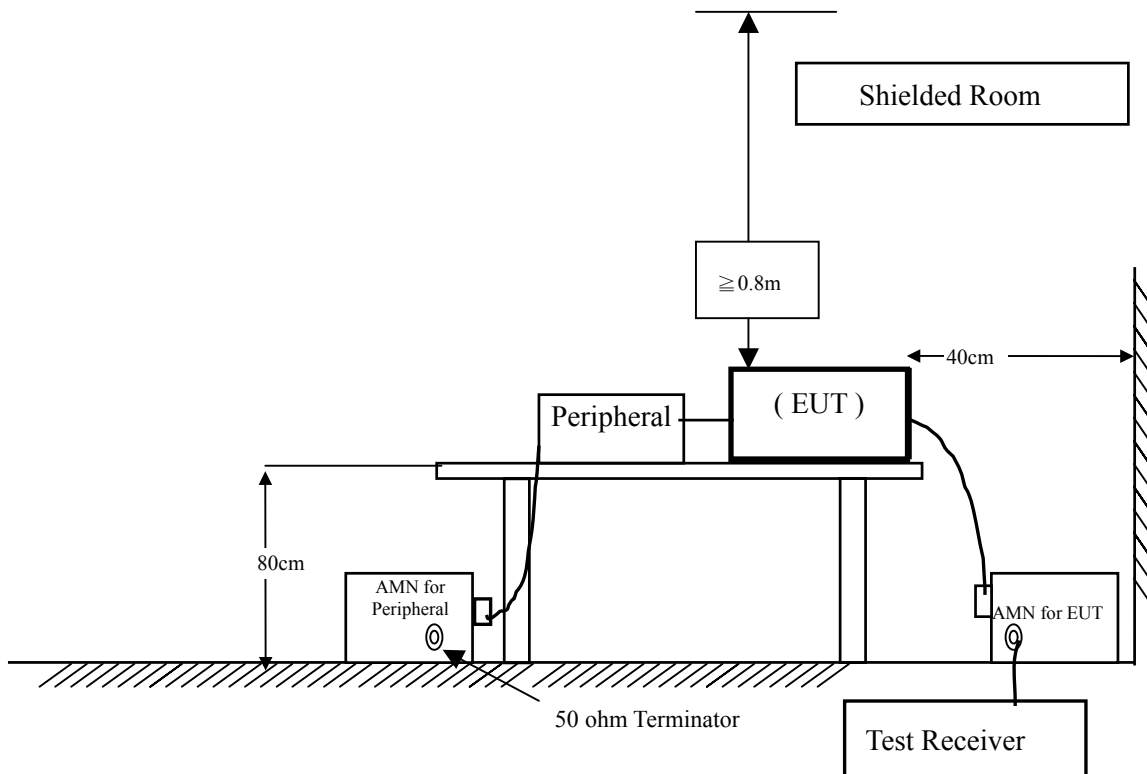 Shielded Room
≧0.8m
40cm
( EUT )
Peripheral
80cm
AMN for
Peripheral
AMN for EUT
50 ohm Terminator
Test Receiver